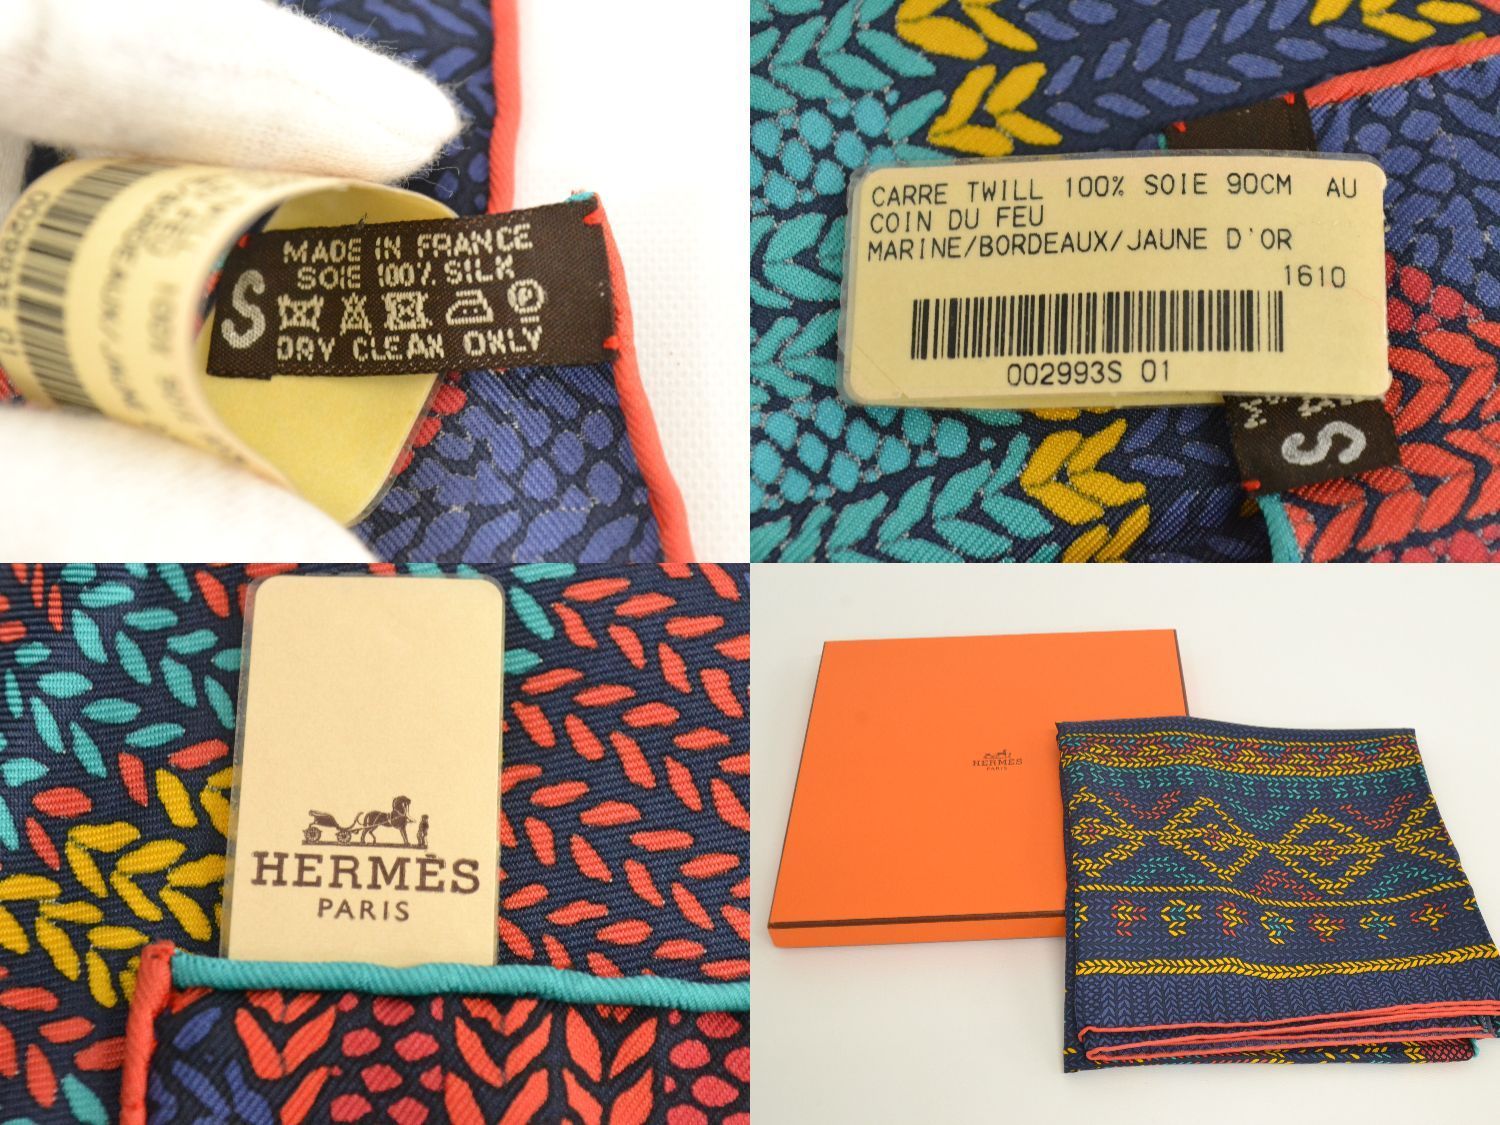 MADE IN FRANCE
SOIE 100% SILK
S
DRY CLEAN ONLY
CARRE TWILL 100% SOIE 90CM AU
COIN DU FEU
MARINE/BORDEAUX/JAUNE D'OR
1610
002993S 01
S
HERMÈS
PARIS
HERMÈS
PARIS